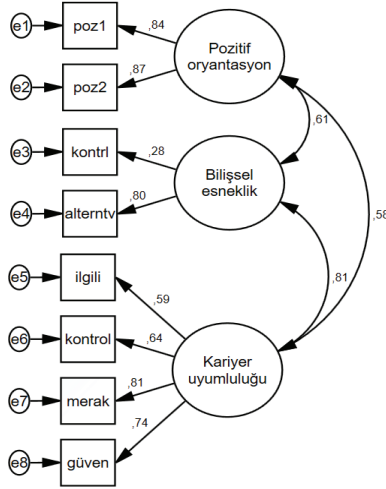 e1
poz1
,84
Pozitif
oryantasyon
e2
poz2
,87
,61
e3
kontrl
,28
Bilişsel
esneklik
,58
e4
alterntv
,80
e5
ilgili
,59
,81
e6
kontrol
,64
Kariyer
uyumluluğu
e7
merak
,81
e8
güven
,74